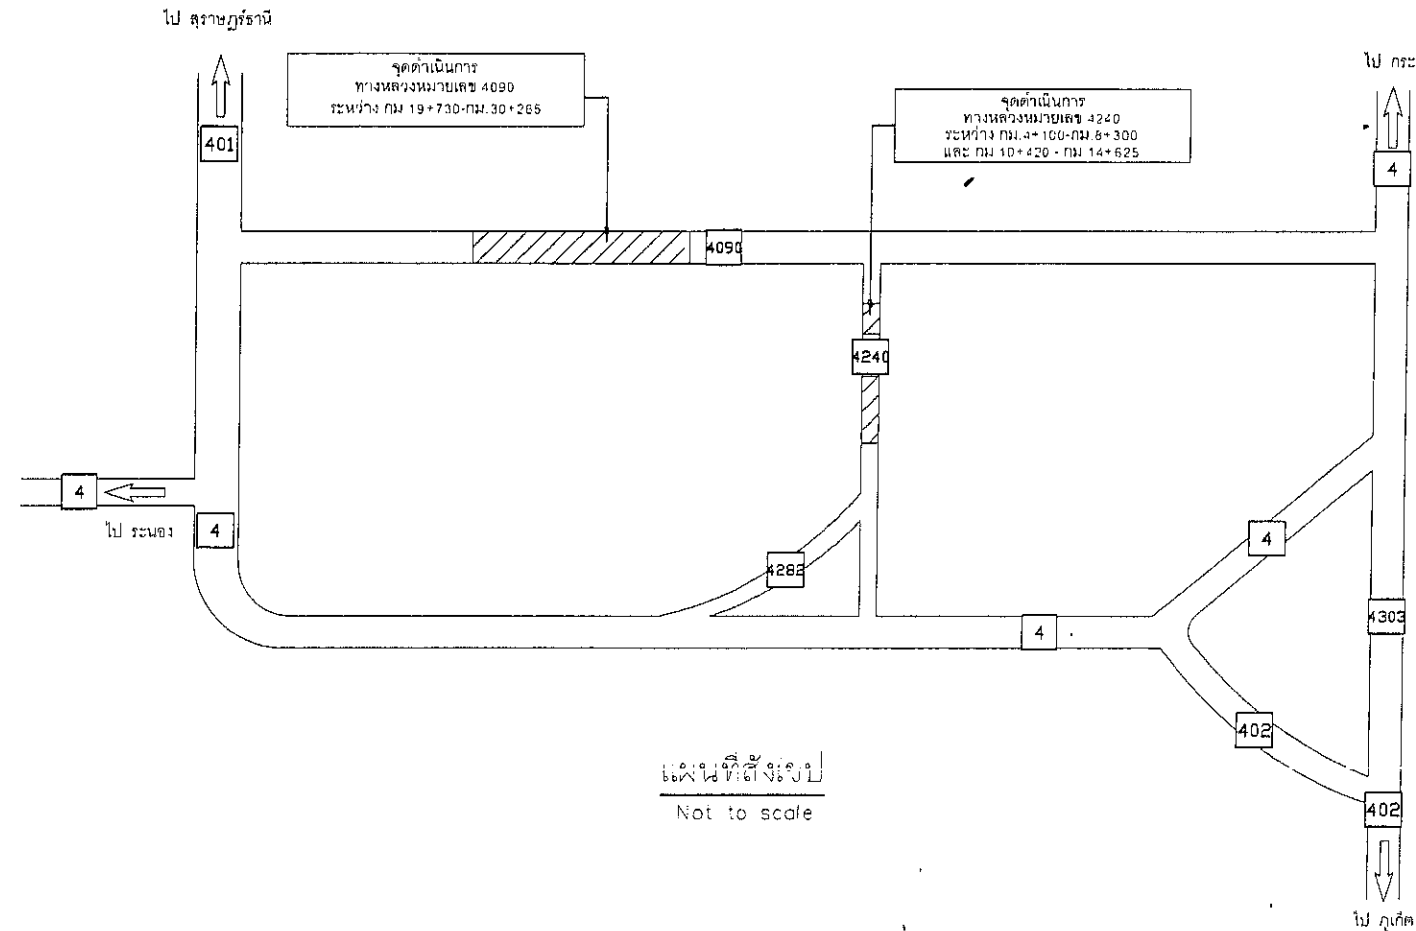 ไป สุราษฎร์ธานี
จุดดำเนินการ
ทางหลวงหมายเลข 4090
ระหว่าง กม 19+730-กม.30+265
ไป กระ
จุดดำเนินการ
ทางหลวงหมายเลข 4240
ระหว่าง กม.4+100-กม.8+300
และ กม 10+420 - กม 14+625
401
4
4090
4240
4
ไป ระนอง
4
4
4282
4303
4
402
แผนที่สังเขป
Not to scale
402
ไป ภูเก็ต